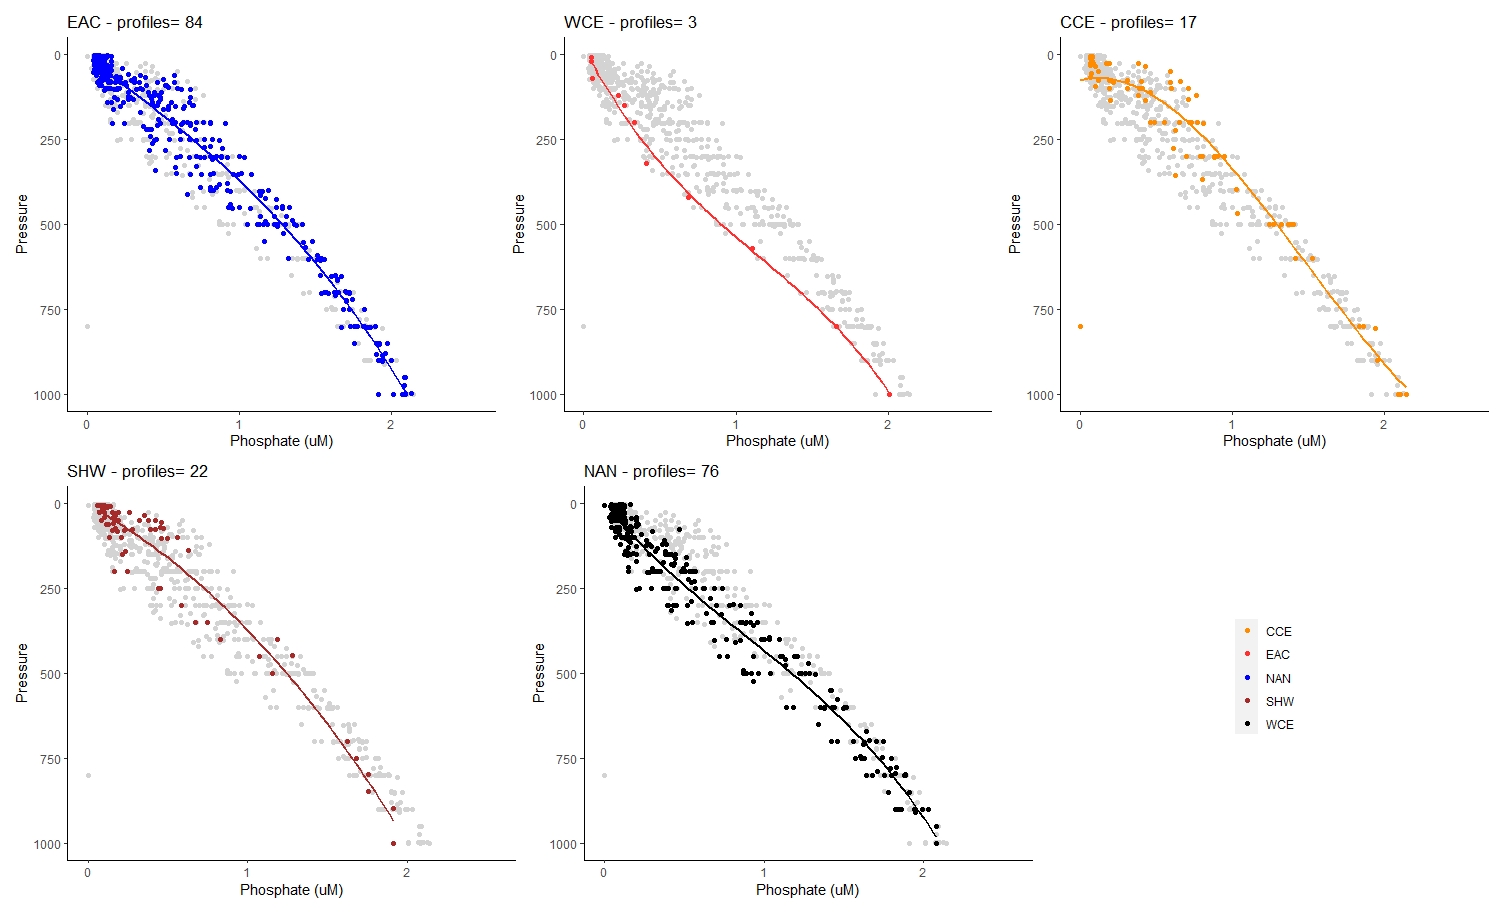 EAC - profiles= 84
WCE - profiles= 3
CCE - profiles= 17
0
250
500
750
1000
Pressure
0
1
2
Phosphate (uM)
0
250
500
750
1000
Pressure
0
1
2
Phosphate (uM)
0
250
500
750
1000
Pressure
0
1
2
Phosphate (uM)
SHW - profiles= 22
NAN - profiles= 76
0
250
500
750
1000
Pressure
0
1
2
Phosphate (uM)
0
250
500
750
1000
Pressure
0
1
2
Phosphate (uM)
CCE
EAC
NAN
SHW
WCE